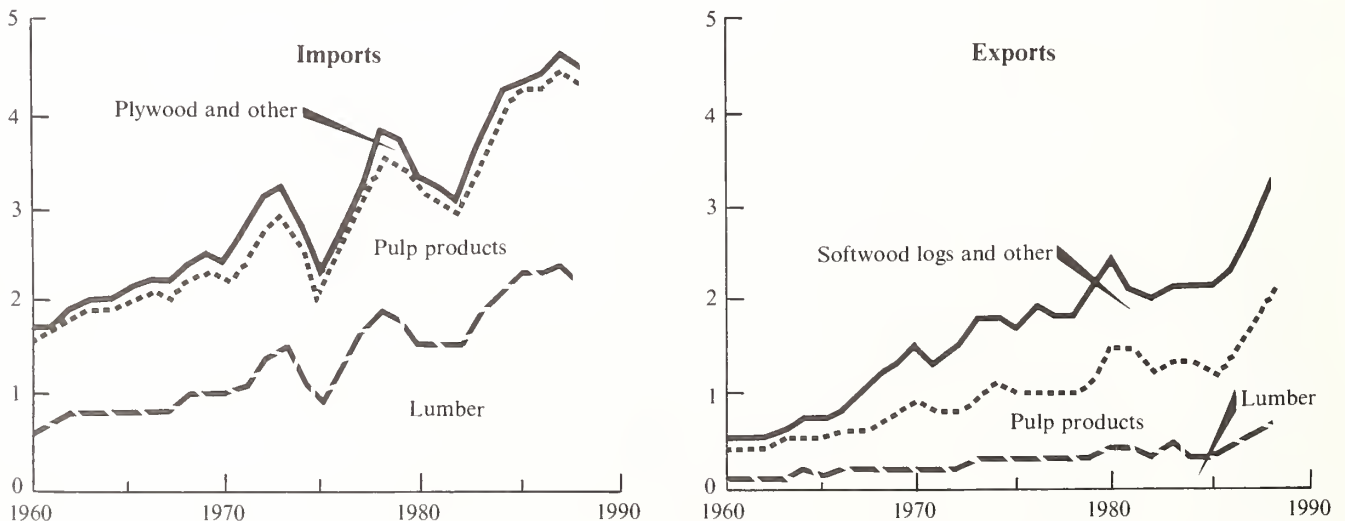 Imports
5
4
3
2
1
0
Plywood and other
Pulp products
Lumber
1960
1970
1980
1990
Exports
5
4
3
2
1
0
Softwood logs and other
Pulp products
Lumber
1960
1970
1980
1990